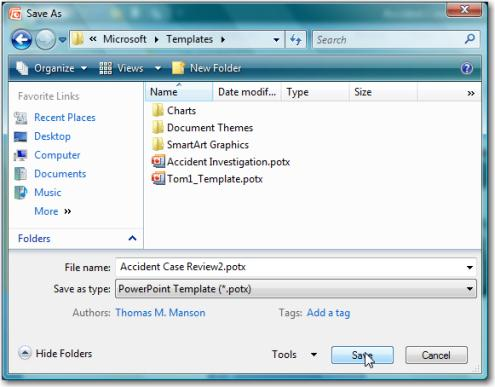 Save As
« Microsoft ▸ Templates ▸ Search
Organize Views New Folder
Favorite Links
Recent Places
Desktop
Computer
Documents
Music
More »
Folders
Name Date modif... Type Size »
Charts
Document Themes
SmartArt Graphics
Accident Investigation.potx
Tom1_Template.potx
File name: Accident Case Review2.potx
Save as type: PowerPoint Template (*.potx)
Authors: Thomas M. Manson Tags: Add a tag
Hide Folders Tools Save Cancel